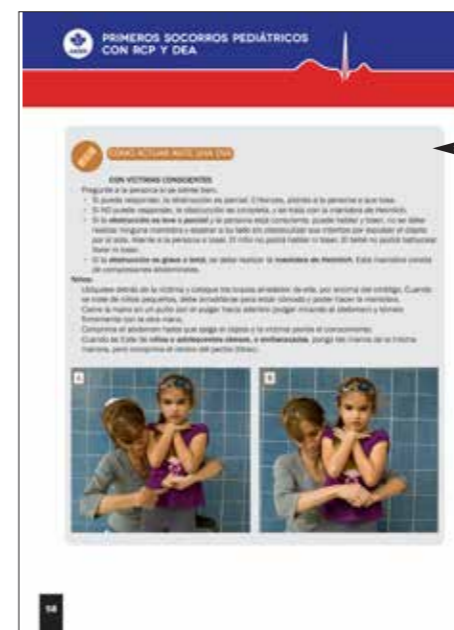 PRIMEROS SOCORROS PEDIÁTRICOS
CON RCP Y DEA
CÓMO ACTUAR ANTE UNA
CON VÍCTIMAS CONSCIENTES
Pregunte a la persona si se siente bien.
• Si puede responder, la obstrucción es parcial. Entonces, aliente a la persona a que tosa.
• Si NO puede responder, la obstrucción es completa, y se trata con la maniobra de Heimlich.
• Si la obstrucción es leve o parcial y la persona está consciente, puede hablar y toser, no se debe
realizar ninguna maniobra y esperar a su lado sin obstaculizar sus intentos por expulsar el objeto
por sí sola. Aliente a la persona a toser. El niño no podrá hablar ni toser. El bebé no podrá balbucear,
llorar ni toser.
• Si la obstrucción es grave o total, se debe realizar la maniobra de Heimlich. Esta maniobra consta
de compresiones abdominales.
Niños
Ubíquese detrás de la víctima y coloque los brazos alrededor de ella, por encima del ombligo. Cuando
se trate de niños pequeños, debe arrodillarse para estar cómodo y poder hacer la maniobra.
Cierre la mano en un puño con el pulgar hacia adentro (pulgar mirando al abdomen) y tómelo
firmemente con la otra mano.
Comprima el abdomen hasta que salga el objeto o la víctima pierda el conocimiento.
Cuando se trate de niños o adolescentes obesos, o embarazadas, ponga las manos de la misma
manera, pero comprima el centro del pecho (tórax).
A
B
58